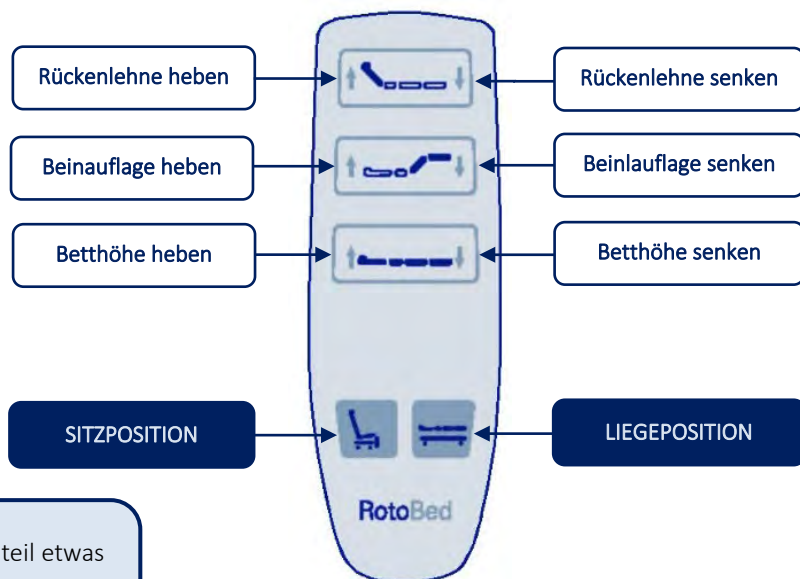 Rückenlehne heben
Rückenlehne senken
Beinauflage heben
Beinlauflage senken
Betthöhe heben
Betthöhe senken
SITZPOSITION
LIEGEPOSITION
RotoBed
teil etwas